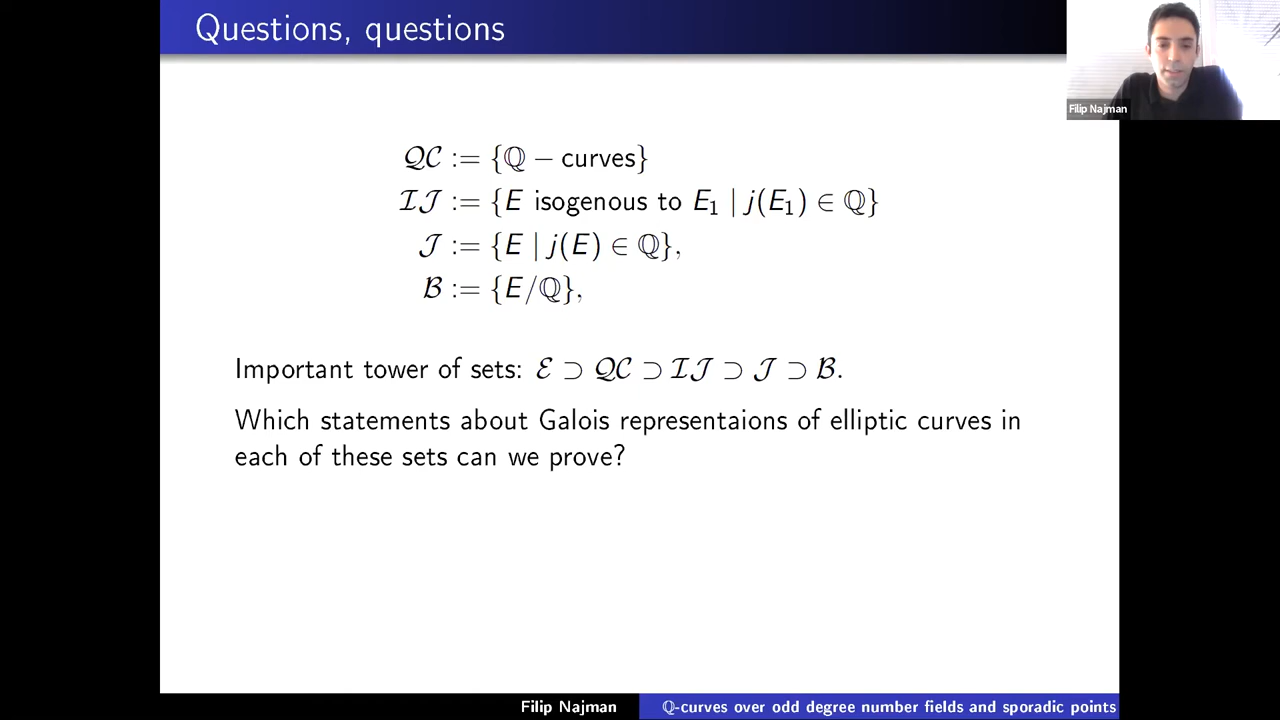 Questions, questions
Filip Najman
𝒬𝒞 := {ℚ − curves}
ℐ𝒥 := {E isogenous to E₁ | j(E₁) ∈ ℚ}
𝒥 := {E | j(E) ∈ ℚ},
ℬ := {E/ℚ},
Important tower of sets: ℰ ⊃ 𝒬𝒞 ⊃ ℐ𝒥 ⊃ 𝒥 ⊃ ℬ.
Which statements about Galois representaions of elliptic curves in
each of these sets can we prove?
Filip Najman
ℚ-curves over odd degree number fields and sporadic points